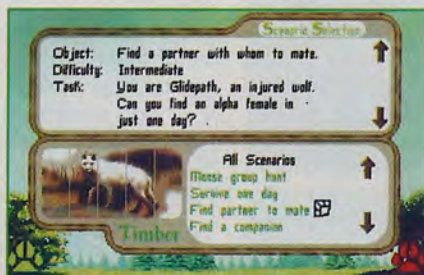 Scenario Selection
Object: Find a partner with whom to mate.
Difficulty: Intermediate
Task: You are Glidepath, an injured wolf.
Can you find an alpha female in
just one day?
All Scenarios
Moose group hunt
Survive one day
Find partner to mate
Find a companion
Timber